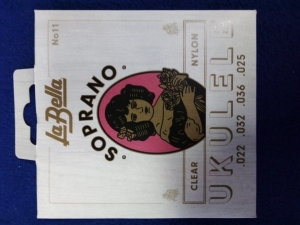 No11
La Bella
SOPRANO
CLEAR NYLON
UKULELE
.022 .032 .036 .025